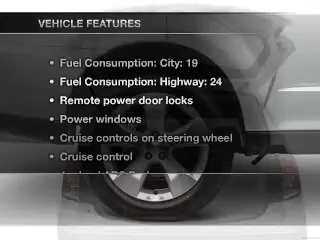 VEHICLE FEATURES
• Fuel Consumption: City: 19
• Fuel Consumption: Highway: 24
• Remote power door locks
• Power windows
• Cruise controls on steering wheel
• Cruise control